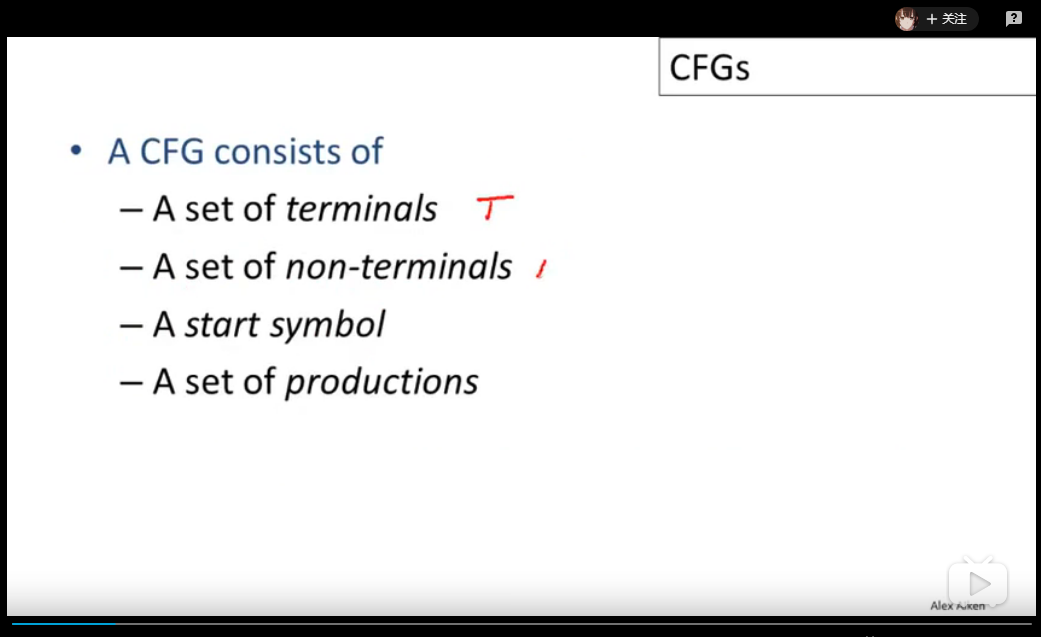 + 关注
?
CFGs
• A CFG consists of
– A set of terminals T
– A set of non-terminals
– A start symbol
– A set of productions
Alex Aiken